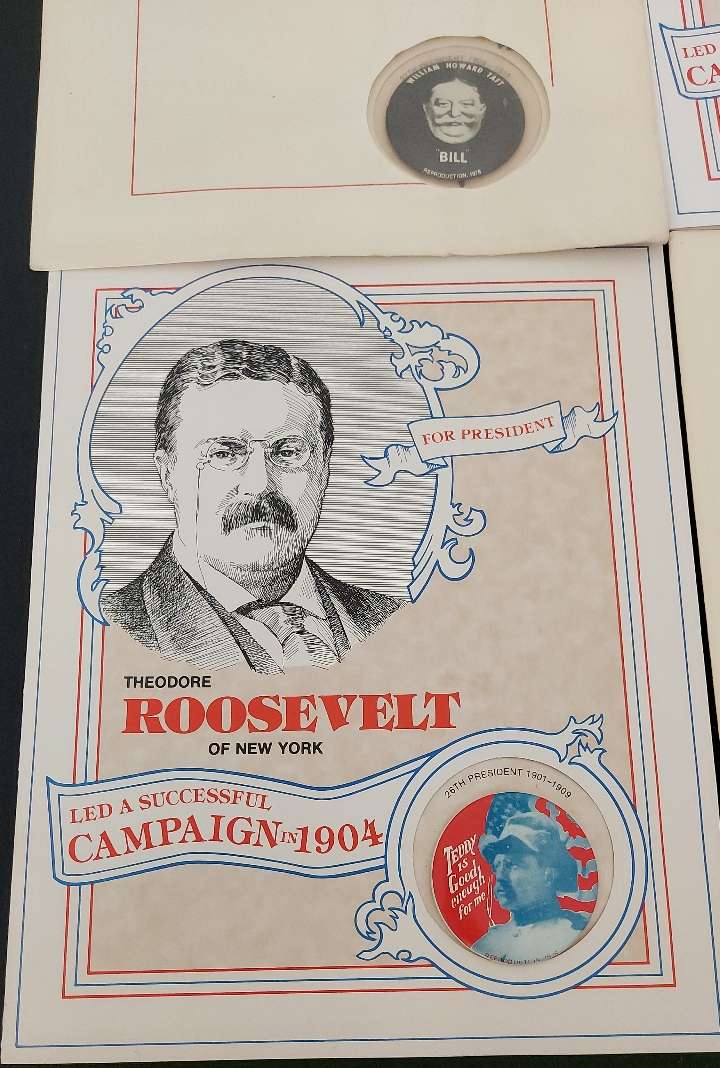 WILLIAM HOWARD TAFT
"BILL"
REPRODUCTION, 1976
LED
CA
FOR PRESIDENT
THEODORE
ROOSEVELT
OF NEW YORK
LED A SUCCESSFUL
CAMPAIGN IN 1904
26TH PRESIDENT 1901-1909
TEDDY
is
Good
enough
for me